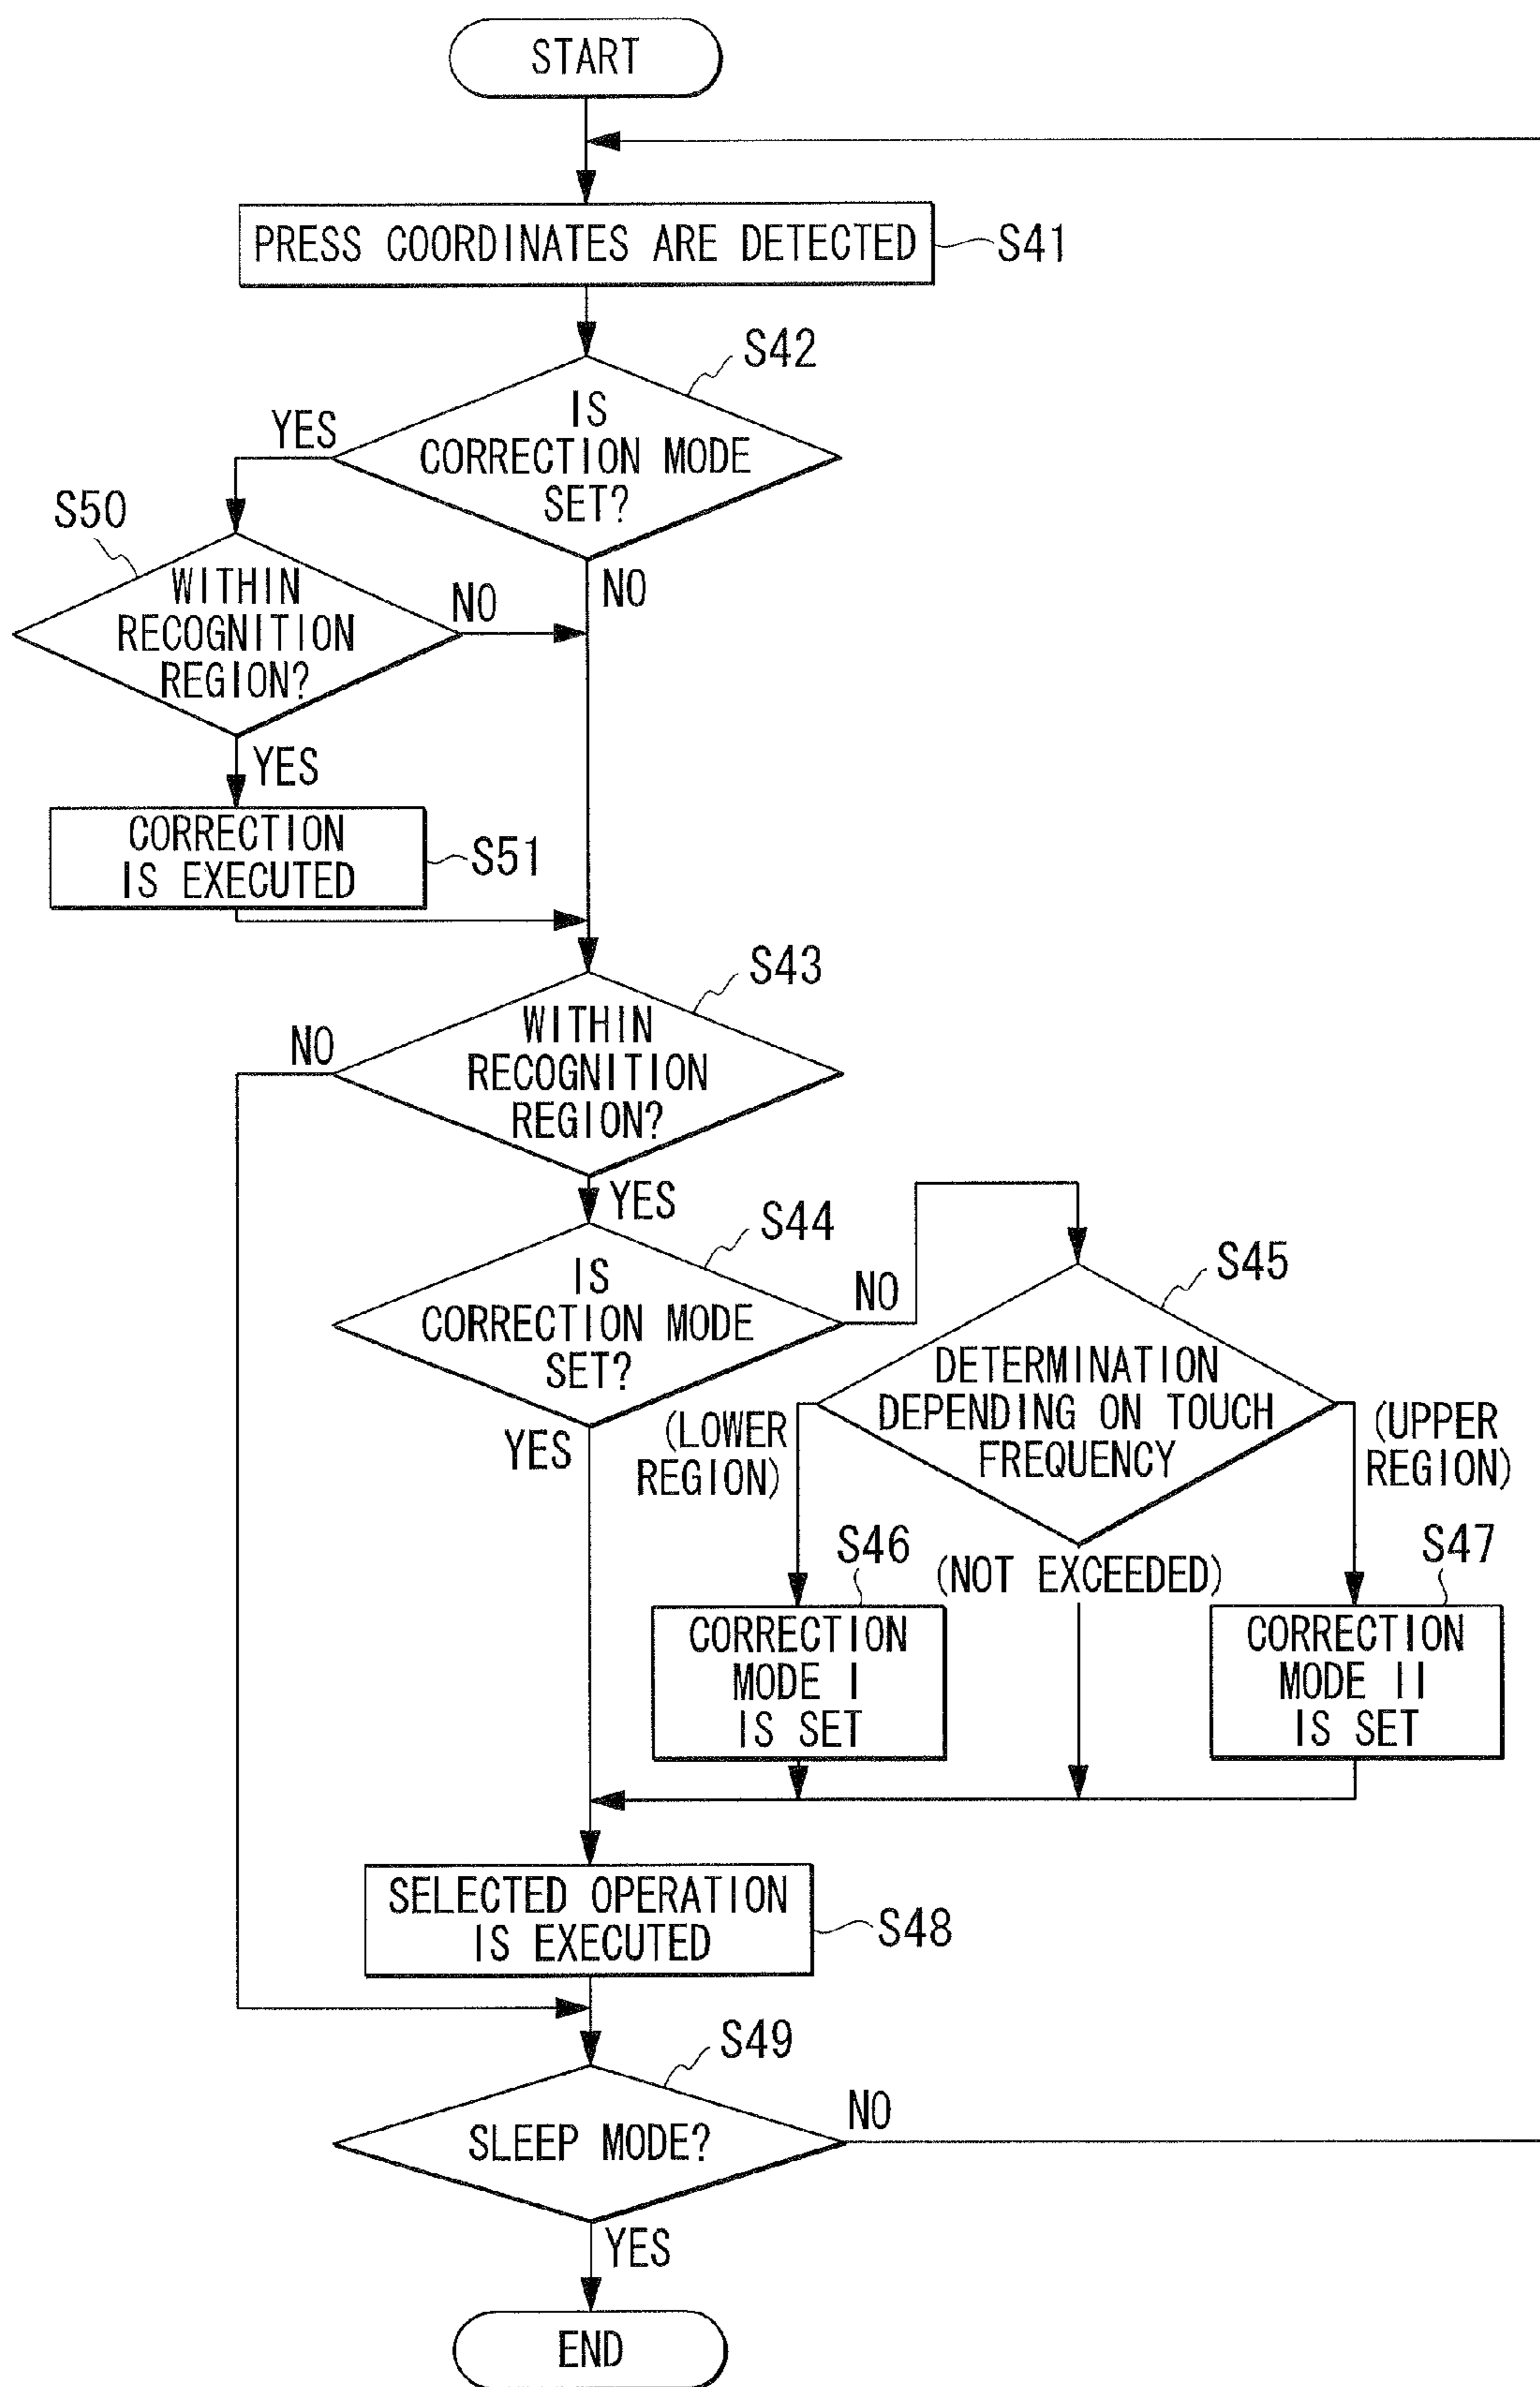 START
PRESS COORDINATES ARE DETECTED
S41
S42
IS
CORRECTION MODE
SET?
YES
NO
S50
WITHIN
RECOGNITION
REGION?
NO
YES
CORRECTION
IS EXECUTED
S51
S43
WITHIN
RECOGNITION
REGION?
NO
YES
S44
IS
CORRECTION MODE
SET?
NO
YES
S45
DETERMINATION
DEPENDING ON TOUCH
FREQUENCY
(LOWER
REGION)
(UPPER
REGION)
(NOT EXCEEDED)
S46
CORRECTION
MODE I
IS SET
S47
CORRECTION
MODE II
IS SET
SELECTED OPERATION
IS EXECUTED
S48
S49
SLEEP MODE?
NO
YES
END